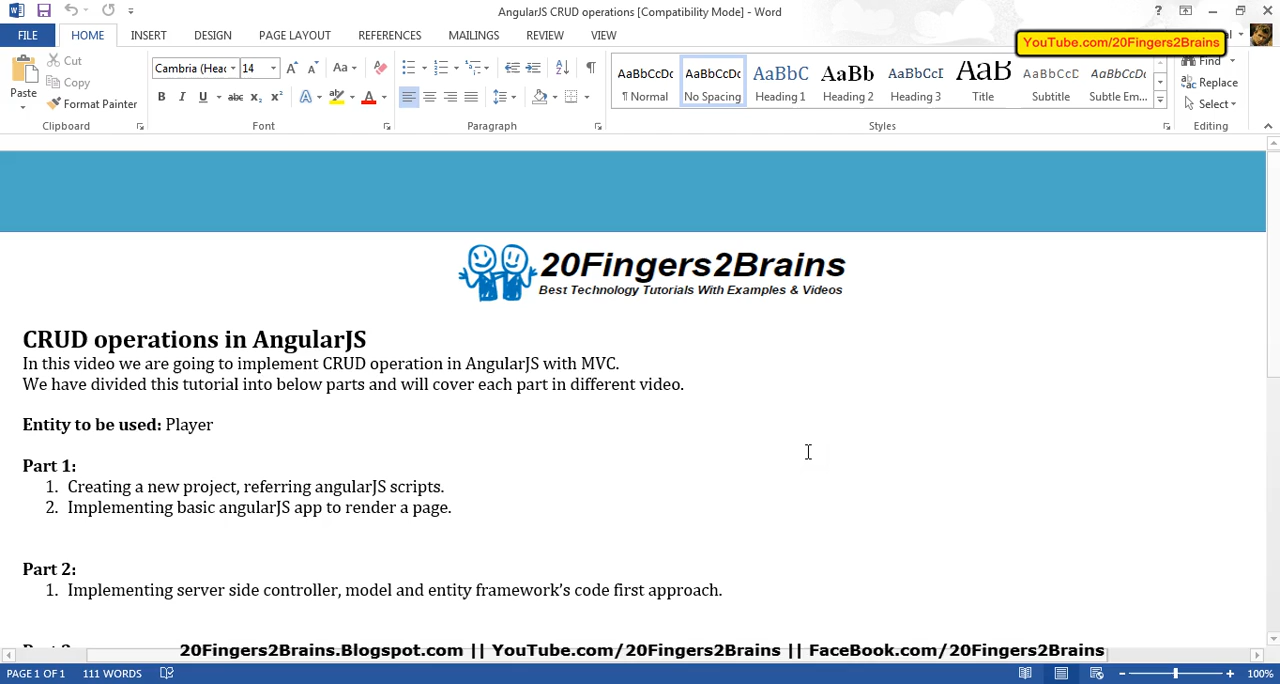 AngularJS CRUD operations [Compatibility Mode] - Word
FILE HOME INSERT DESIGN PAGE LAYOUT REFERENCES MAILINGS REVIEW VIEW
YouTube.com/20Fingers2Brains
Paste
Cut
Copy
Format Painter
Clipboard
Cambria (Hea 14
Font
Paragraph
AaBbCcDc AaBbCcDc AaBbC AaBb AaBbCcI AaB AaBbCcD AaBbCcDc
¶ Normal No Spacing Heading 1 Heading 2 Heading 3 Title Subtitle Subtle Em...
Styles
Find
Replace
Select
Editing
20Fingers2Brains
Best Technology Tutorials With Examples & Videos
CRUD operations in AngularJS
In this video we are going to implement CRUD operation in AngularJS with MVC.
We have divided this tutorial into below parts and will cover each part in different video.
Entity to be used: Player
Part 1:
1. Creating a new project, referring angularJS scripts.
2. Implementing basic angularJS app to render a page.
Part 2:
1. Implementing server side controller, model and entity framework's code first approach.
20Fingers2Brains.Blogspot.com || YouTube.com/20Fingers2Brains || FaceBook.com/20Fingers2Brains
PAGE 1 OF 1 111 WORDS 100%